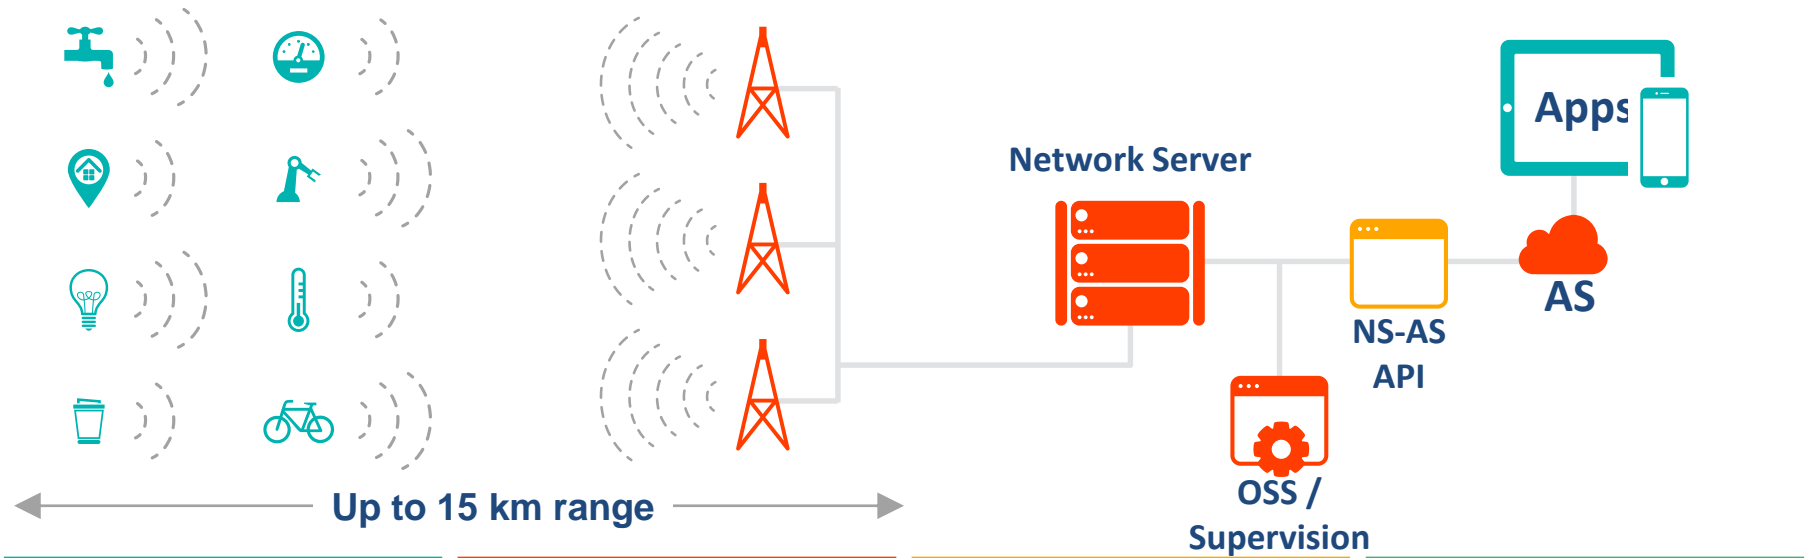 Apps
Network Server
AS
NS-AS
API
Up to 15 km range
OSS /
Supervision